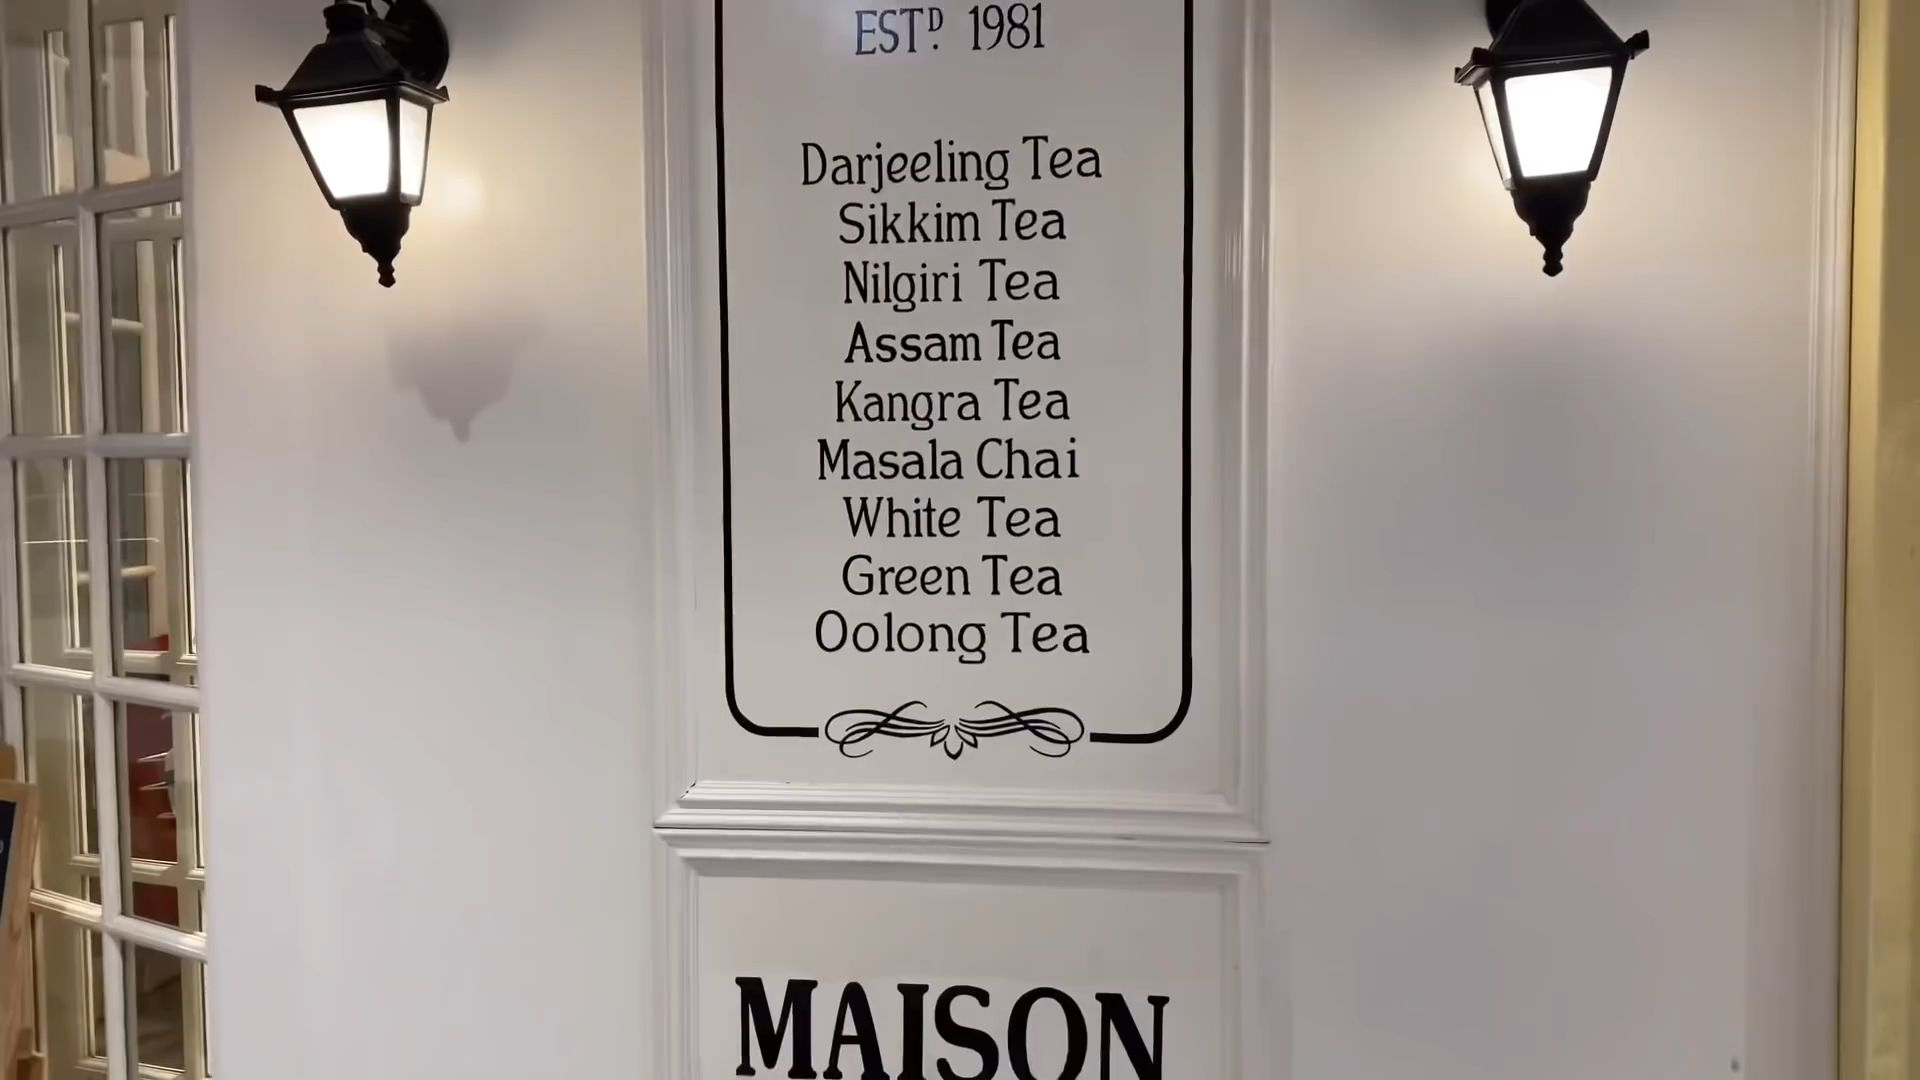 ESTD. 1981
Darjeeling Tea
Sikkim Tea
Nilgiri Tea
Assam Tea
Kangra Tea
Masala Chai
White Tea
Green Tea
Oolong Tea
MAISON